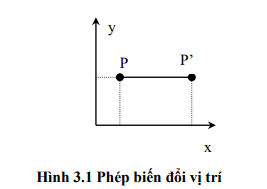 y
P P’
x
Hình 3.1 Phép biến đổi vị trí